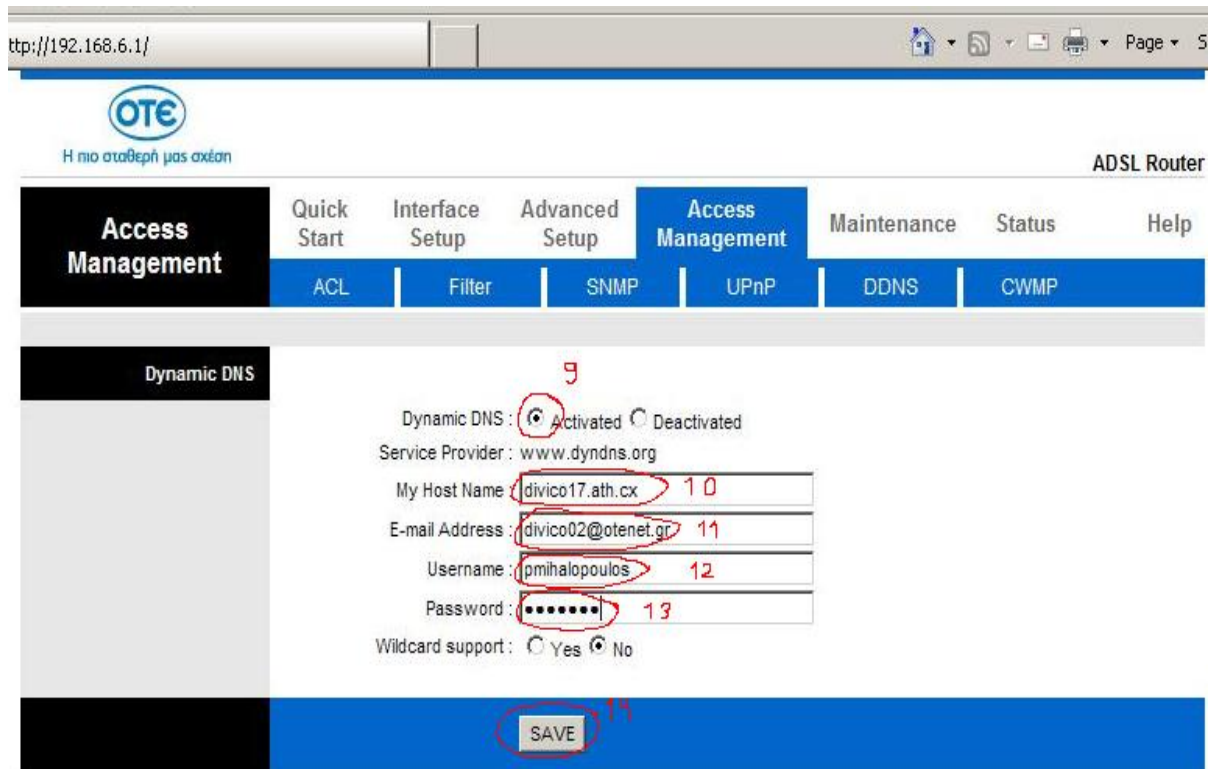 ttp://192.168.6.1/
Page
S
OTE
Η πιο σταθερή μας σχέση
ADSL Router
Access Management
Quick Start
Interface Setup
Advanced Setup
Access Management
Maintenance
Status
Help
ACL
Filter
SNMP
UPnP
DDNS
CWMP
Dynamic DNS
9
Dynamic DNS : Activated Deactivated
Service Provider : www.dyndns.org
My Host Name : divico17.ath.cx 10
E-mail Address : divico02@otenet.gr 11
Username : pmihalopoulos 12
Password : ••••••• 13
Wildcard support : Yes No
14
SAVE